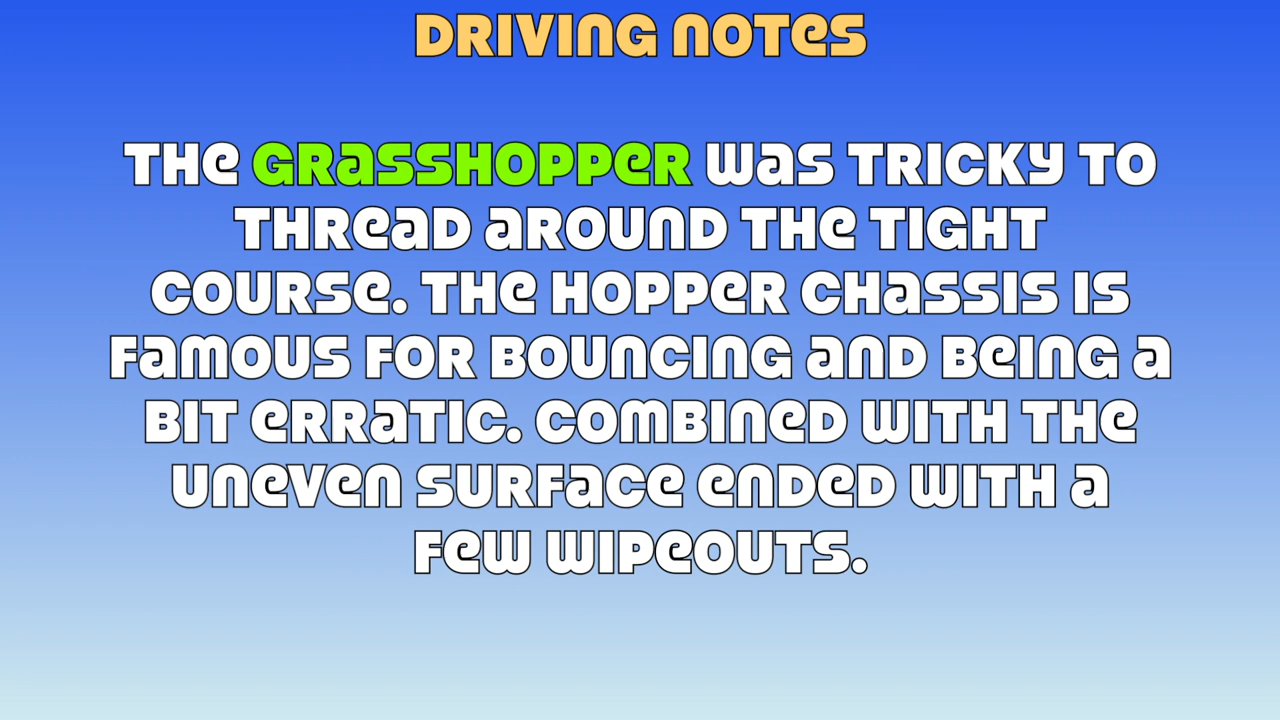 DRIVING NOTES
THE GRASSHOPPER WAS TRICKY TO
THREAD AROUND THE TIGHT
COURSE. THE HOPPER CHASSIS IS
FAMOUS FOR BOUNCING AND BEING A
BIT ERRATIC. COMBINED WITH THE
UNEVEN SURFACE ENDED WITH A
FEW WIPEOUTS.